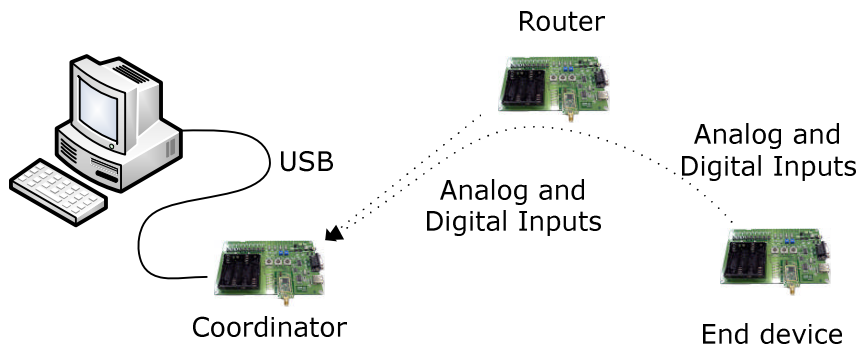 Router
Analog and
Digital Inputs
USB
Analog and
Digital Inputs
Coordinator
End device